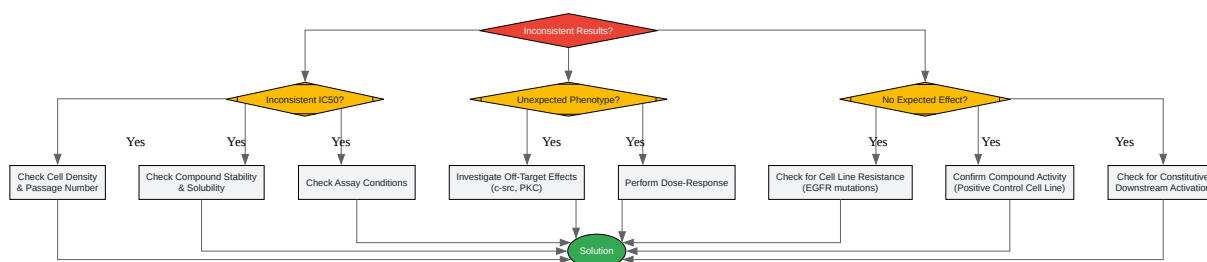 Inconsistent Results?
Inconsistent IC50?
Unexpected Phenotype?
No Expected Effect?
Yes
Yes
Yes
Yes
Yes
Yes
Yes
Yes
Check Cell Density
& Passage Number
Check Compound Stability
& Solubility
Check Assay Conditions
Investigate Off-Target Effects
(c-src, PKC)
Perform Dose-Response
Check for Cell Line Resistance
(EGFR mutations)
Confirm Compound Activity
(Positive Control Cell Line)
Check for Constitutive
Downstream Activation
Solution